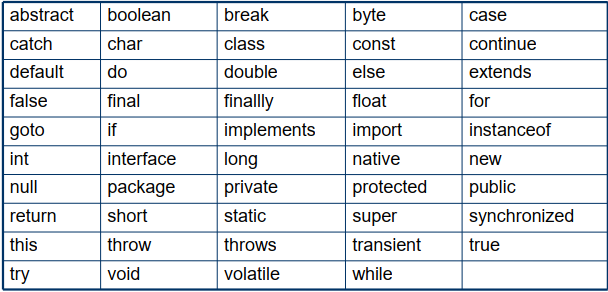 abstract boolean break byte case
catch char class const continue
default do double else extends
false final finallly float for
goto if implements import instanceof
int interface long native new
null package private protected public
return short static super synchronized
this throw throws transient true
try void volatile while